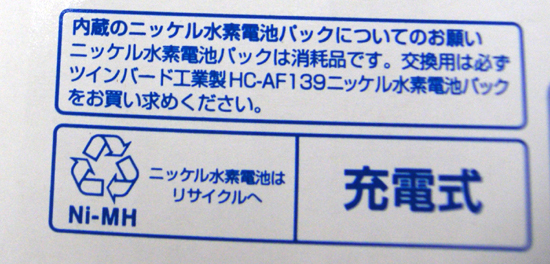 内蔵のニッケル水素電池パックについてのお願い
ニッケル水素電池パックは消耗品です。交換用は必ず
ツインバード工業製HC-AF139ニッケル水素電池パック
をお買い求めください。
ニッケル水素電池は
リサイクルへ
Ni-MH
充電式